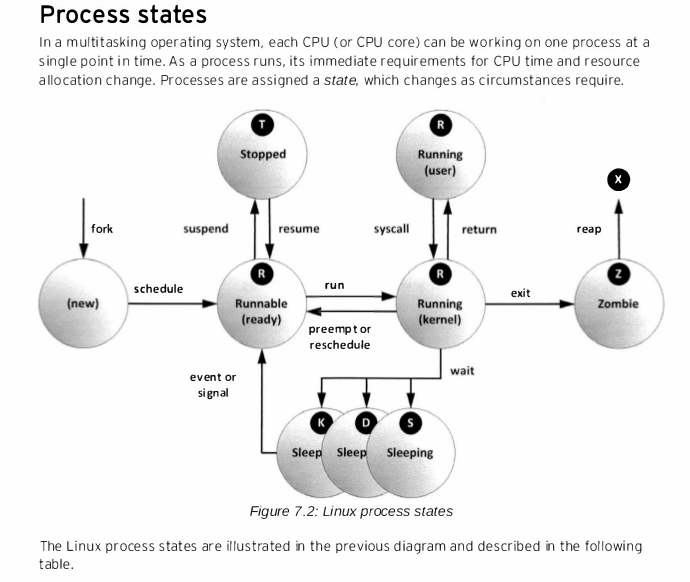 Process states
In a multitasking operating system, each CPU (or CPU core) can be working on one process at a
single point in time. As a process runs, its immediate requirements for CPU time and resource
allocation change. Processes are assigned a state, which changes as circumstances require.
T
Stopped
R
Running
(user)
X
fork
suspend
resume
syscall
return
reap
(new)
schedule
R
Runnable
(ready)
run
preempt or
reschedule
R
Running
(kernel)
exit
Z
Zombie
event or
signal
wait
K
Sleep
D
Sleep
S
Sleeping
Figure 7.2: Linux process states
The Linux process states are illustrated in the previous diagram and described in the following
table.